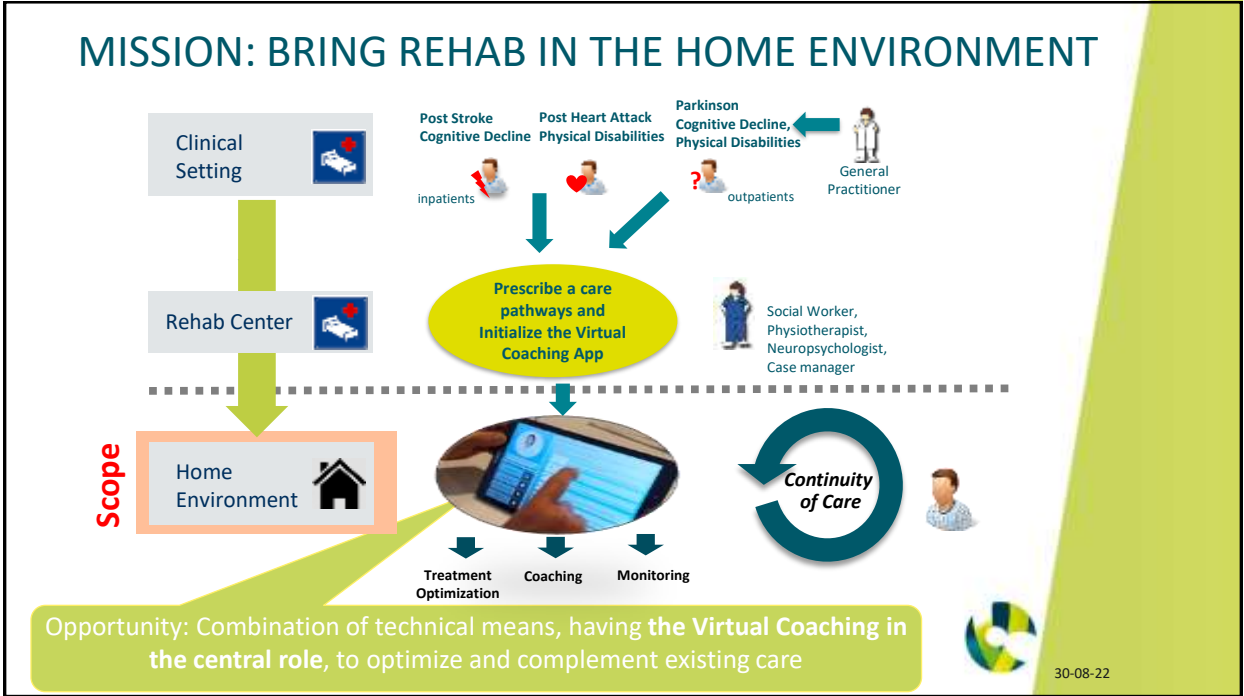 MISSION: BRING REHAB IN THE HOME ENVIRONMENT
Clinical
Setting
Post Stroke
Cognitive Decline
Post Heart Attack
Physical Disabilities
Parkinson
Cognitive Decline,
Physical Disabilities
General
Practitioner
inpatients
?
outpatients
Rehab Center
Prescribe a care
pathways and
Initialize the Virtual
Coaching App
Social Worker,
Physiotherapist,
Neuropsychologist,
Case manager
Scope
Home
Environment
Continuity
of Care
Treatment
Optimization
Coaching
Monitoring
Opportunity: Combination of technical means, having the Virtual Coaching in
the central role, to optimize and complement existing care
30-08-22